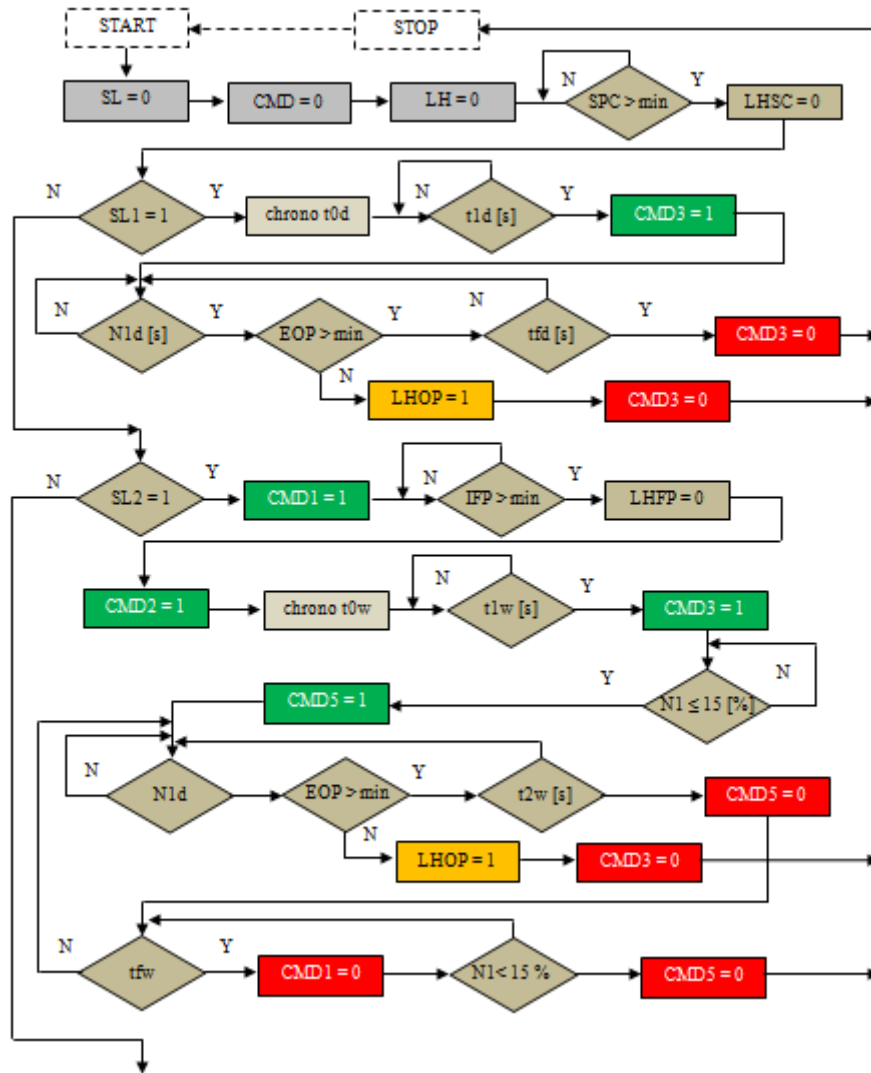 START STOP
SL = 0 CMD = 0 LH = 0 N SPC > min Y LHSC = 0
N SL1 = 1 Y chrono t0d N t1d [s] Y CMD3 = 1
N N1d [s] Y EOP > min Y N tfd [s] Y CMD3 = 0
N LHOP = 1 CMD3 = 0
N SL2 = 1 Y CMD1 = 1 N IFP > min Y LHFP = 0
CMD2 = 1 chrono t0w N t1w [s] Y CMD3 = 1
CMD5 = 1 Y N1 ≤ 15 [%] N
N N1d EOP > min Y t2w [s] CMD5 = 0
N LHOP = 1 CMD3 = 0
N tfw Y CMD1 = 0 N1< 15 % CMD5 = 0